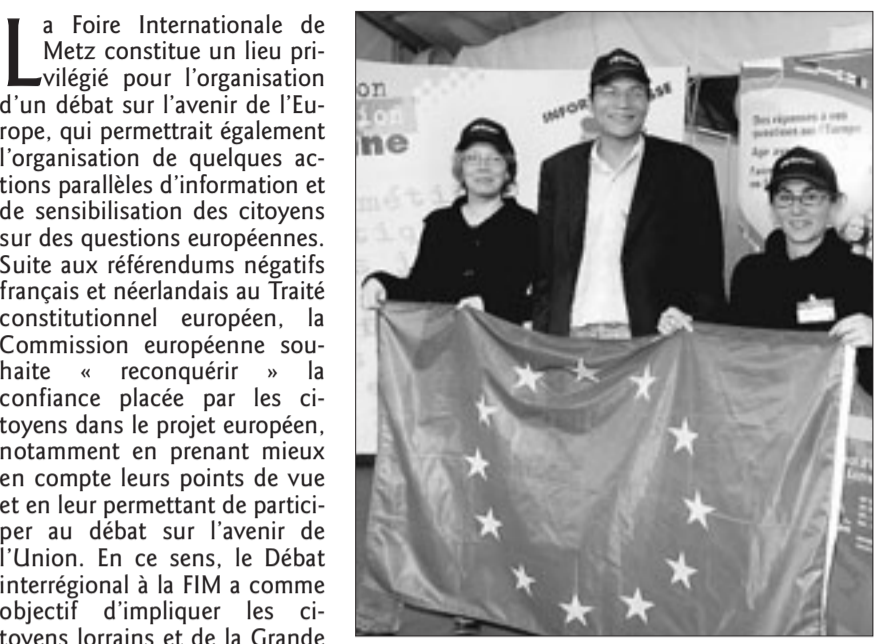 La Foire Internationale de
Metz constitue un lieu pri-
vilégié pour l'organisation
d'un débat sur l'avenir de l'Eu-
rope, qui permettrait également
l'organisation de quelques ac-
tions parallèles d'information et
de sensibilisation des citoyens
sur des questions européennes.
Suite aux référendums négatifs
français et néerlandais au Traité
constitutionnel européen, la
Commission européenne sou-
haite « reconquérir » la
confiance placée par les ci-
toyens dans le projet européen,
notamment en prenant mieux
en compte leurs points de vue
et en leur permettant de partici-
per au débat sur l'avenir de
l'Union. En ce sens, le Débat
interrégional à la FIM a comme
objectif d'impliquer les ci-
toyens lorrains et de la Grande
on
ion
ne
INFOR
SSE
Des réponses à vos
questions sur l'Europe